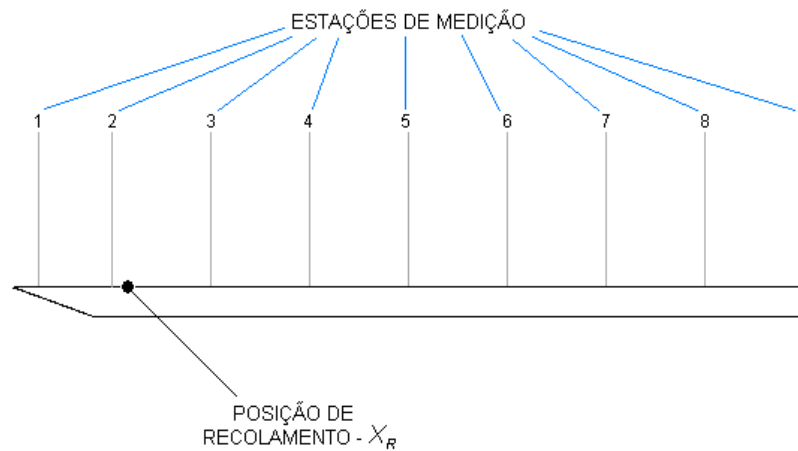 ESTAÇÕES DE MEDIÇÃO
1 2 3 4 5 6 7 8
POSIÇÃO DE
RECOLAMENTO - X_R